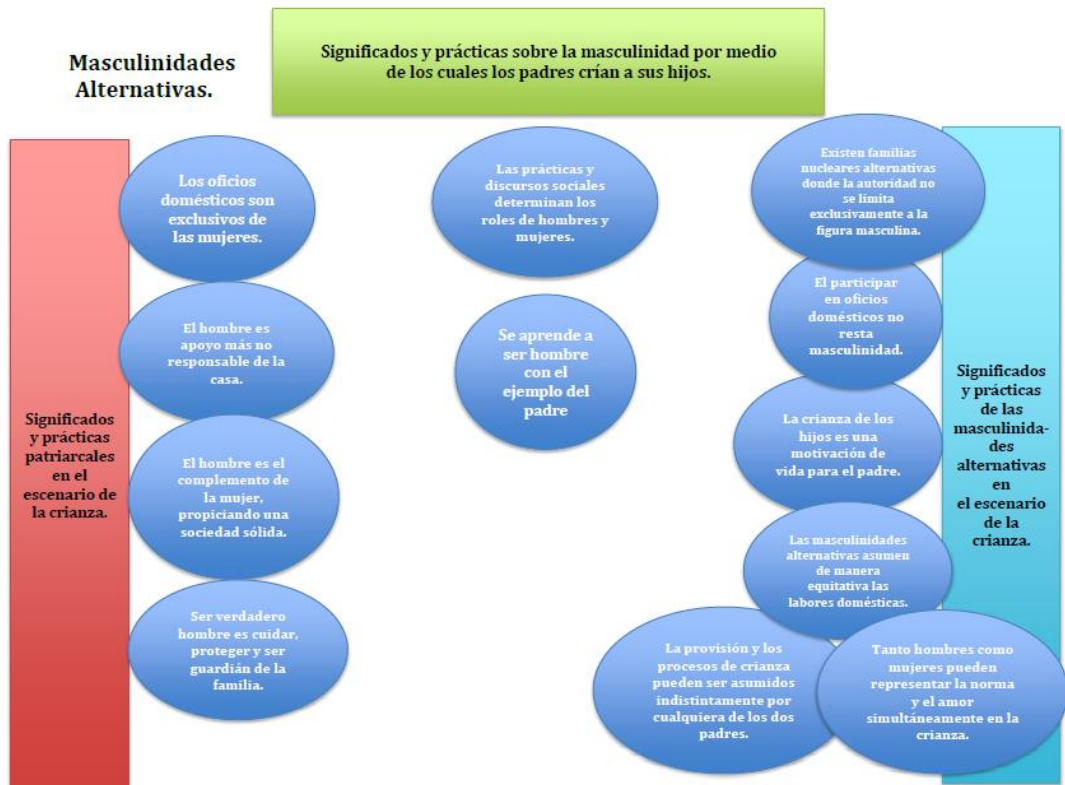 Masculinidades
Alternativas.
Significados y prácticas sobre la masculinidad por medio
de los cuales los padres crían a sus hijos.
Significados
y prácticas
patriarcales
en el
escenario de
la crianza.
Los oficios
domésticos son
exclusivos de
las mujeres.
El hombre es
apoyo más no
responsable de la
casa.
El hombre es el
complemento de
la mujer,
propiciando una
sociedad sólida.
Ser verdadero
hombre es cuidar,
proteger y ser
guardián de la
familia.
Las prácticas y
discursos sociales
determinan los
roles de hombres y
mujeres.
Se aprende a
ser hombre
con el
ejemplo del
padre
Existen familias
nucleares alternativas
donde la autoridad no
se limita
exclusivamente a la
figura masculina.
El participar
en oficios
domésticos no
resta
masculinidad.
La crianza de los
hijos es una
motivación de
vida para el padre.
Las masculinidades
alternativas asumen
de manera
equitativa las
labores domésticas.
La provisión y los
procesos de crianza
pueden ser asumidos
indistintamente por
cualquiera de los dos
padres.
Tanto hombres como
mujeres pueden
representar la norma
y el amor
simultáneamente en la
crianza.
Significados
y prácticas
de las
masculinida-
des
alternativas
en
el escenario
de la
crianza.